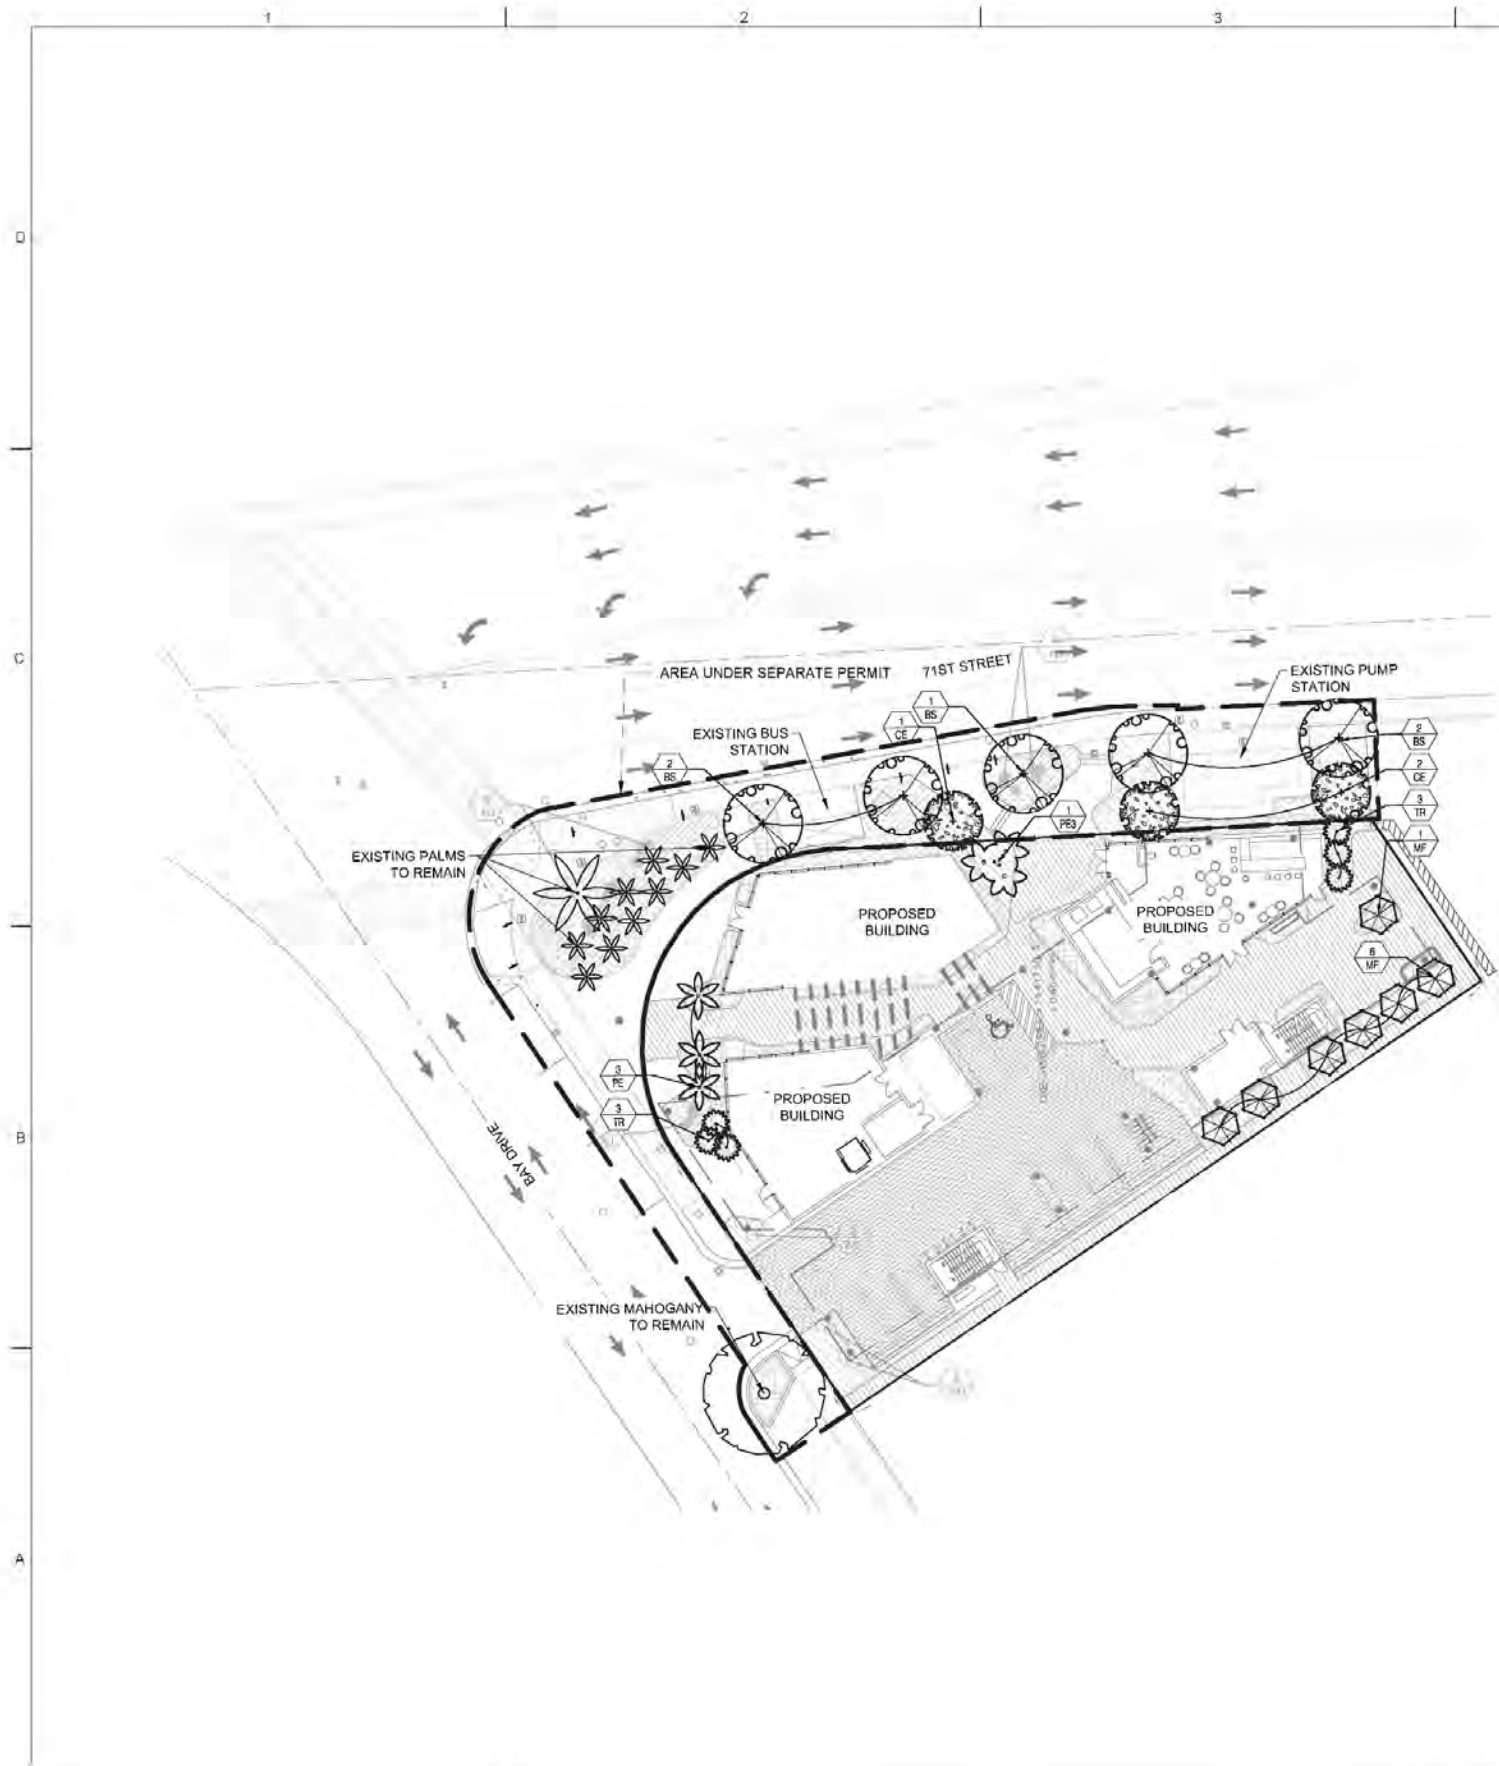 1
2
3
D
C
B
A
AREA UNDER SEPARATE PERMIT
71ST STREET
EXISTING PUMP
STATION
EXISTING BUS
STATION
1
BS
1
CE
2
BS
2
BS
2
CE
3
TR
1
MF
1
PE3
EXISTING PALMS
TO REMAIN
PROPOSED
BUILDING
PROPOSED
BUILDING
6
MF
3
PE
3
TR
PROPOSED
BUILDING
BAY DRIVE
EXISTING MAHOGANY
TO REMAIN